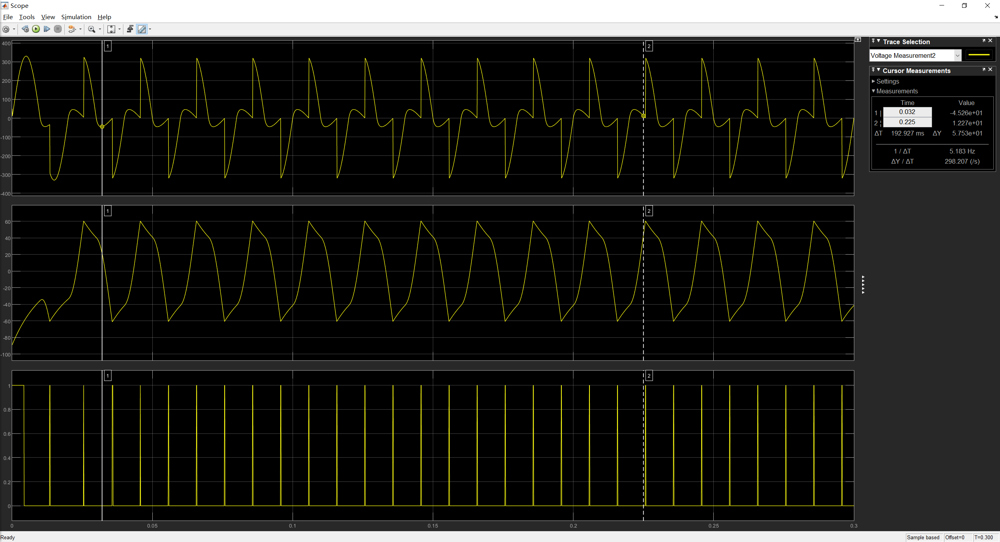 Scope
File Tools View Simulation Help
400
300
200
100
0
-100
-200
-300
-400
1
2
60
40
20
0
-20
-40
-60
-80
-100
1
2
1
0.8
0.6
0.4
0.2
0
1
2
0 0.05 0.1 0.15 0.2 0.25 0.3
Trace Selection
Voltage Measurement2
Cursor Measurements
Settings
Measurements
Time Value
1 | 0.032 -4.526e+01
2 ¦ 0.225 1.227e+01
ΔT 192.927 ms ΔY 5.753e+01
1 / ΔT 5.183 Hz
ΔY / ΔT 298.207 (/s)
Ready Sample based Offset=0 T=0.300